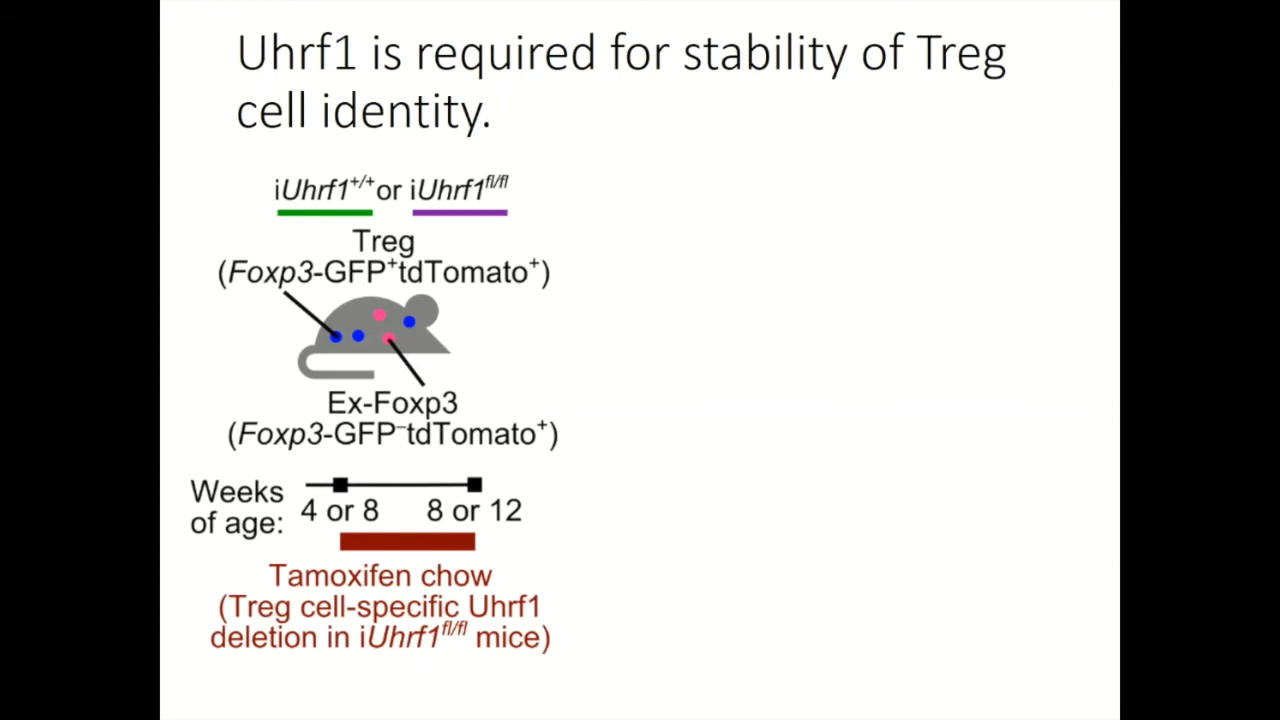 Uhrf1 is required for stability of Treg
cell identity.
iUhrf1+/+ or iUhrf1fl/fl
Treg
(Foxp3-GFP+tdTomato+)
Ex-Foxp3
(Foxp3-GFP–tdTomato+)
Weeks
of age:
4 or 8 8 or 12
Tamoxifen chow
(Treg cell-specific Uhrf1
deletion in iUhrf1fl/fl mice)